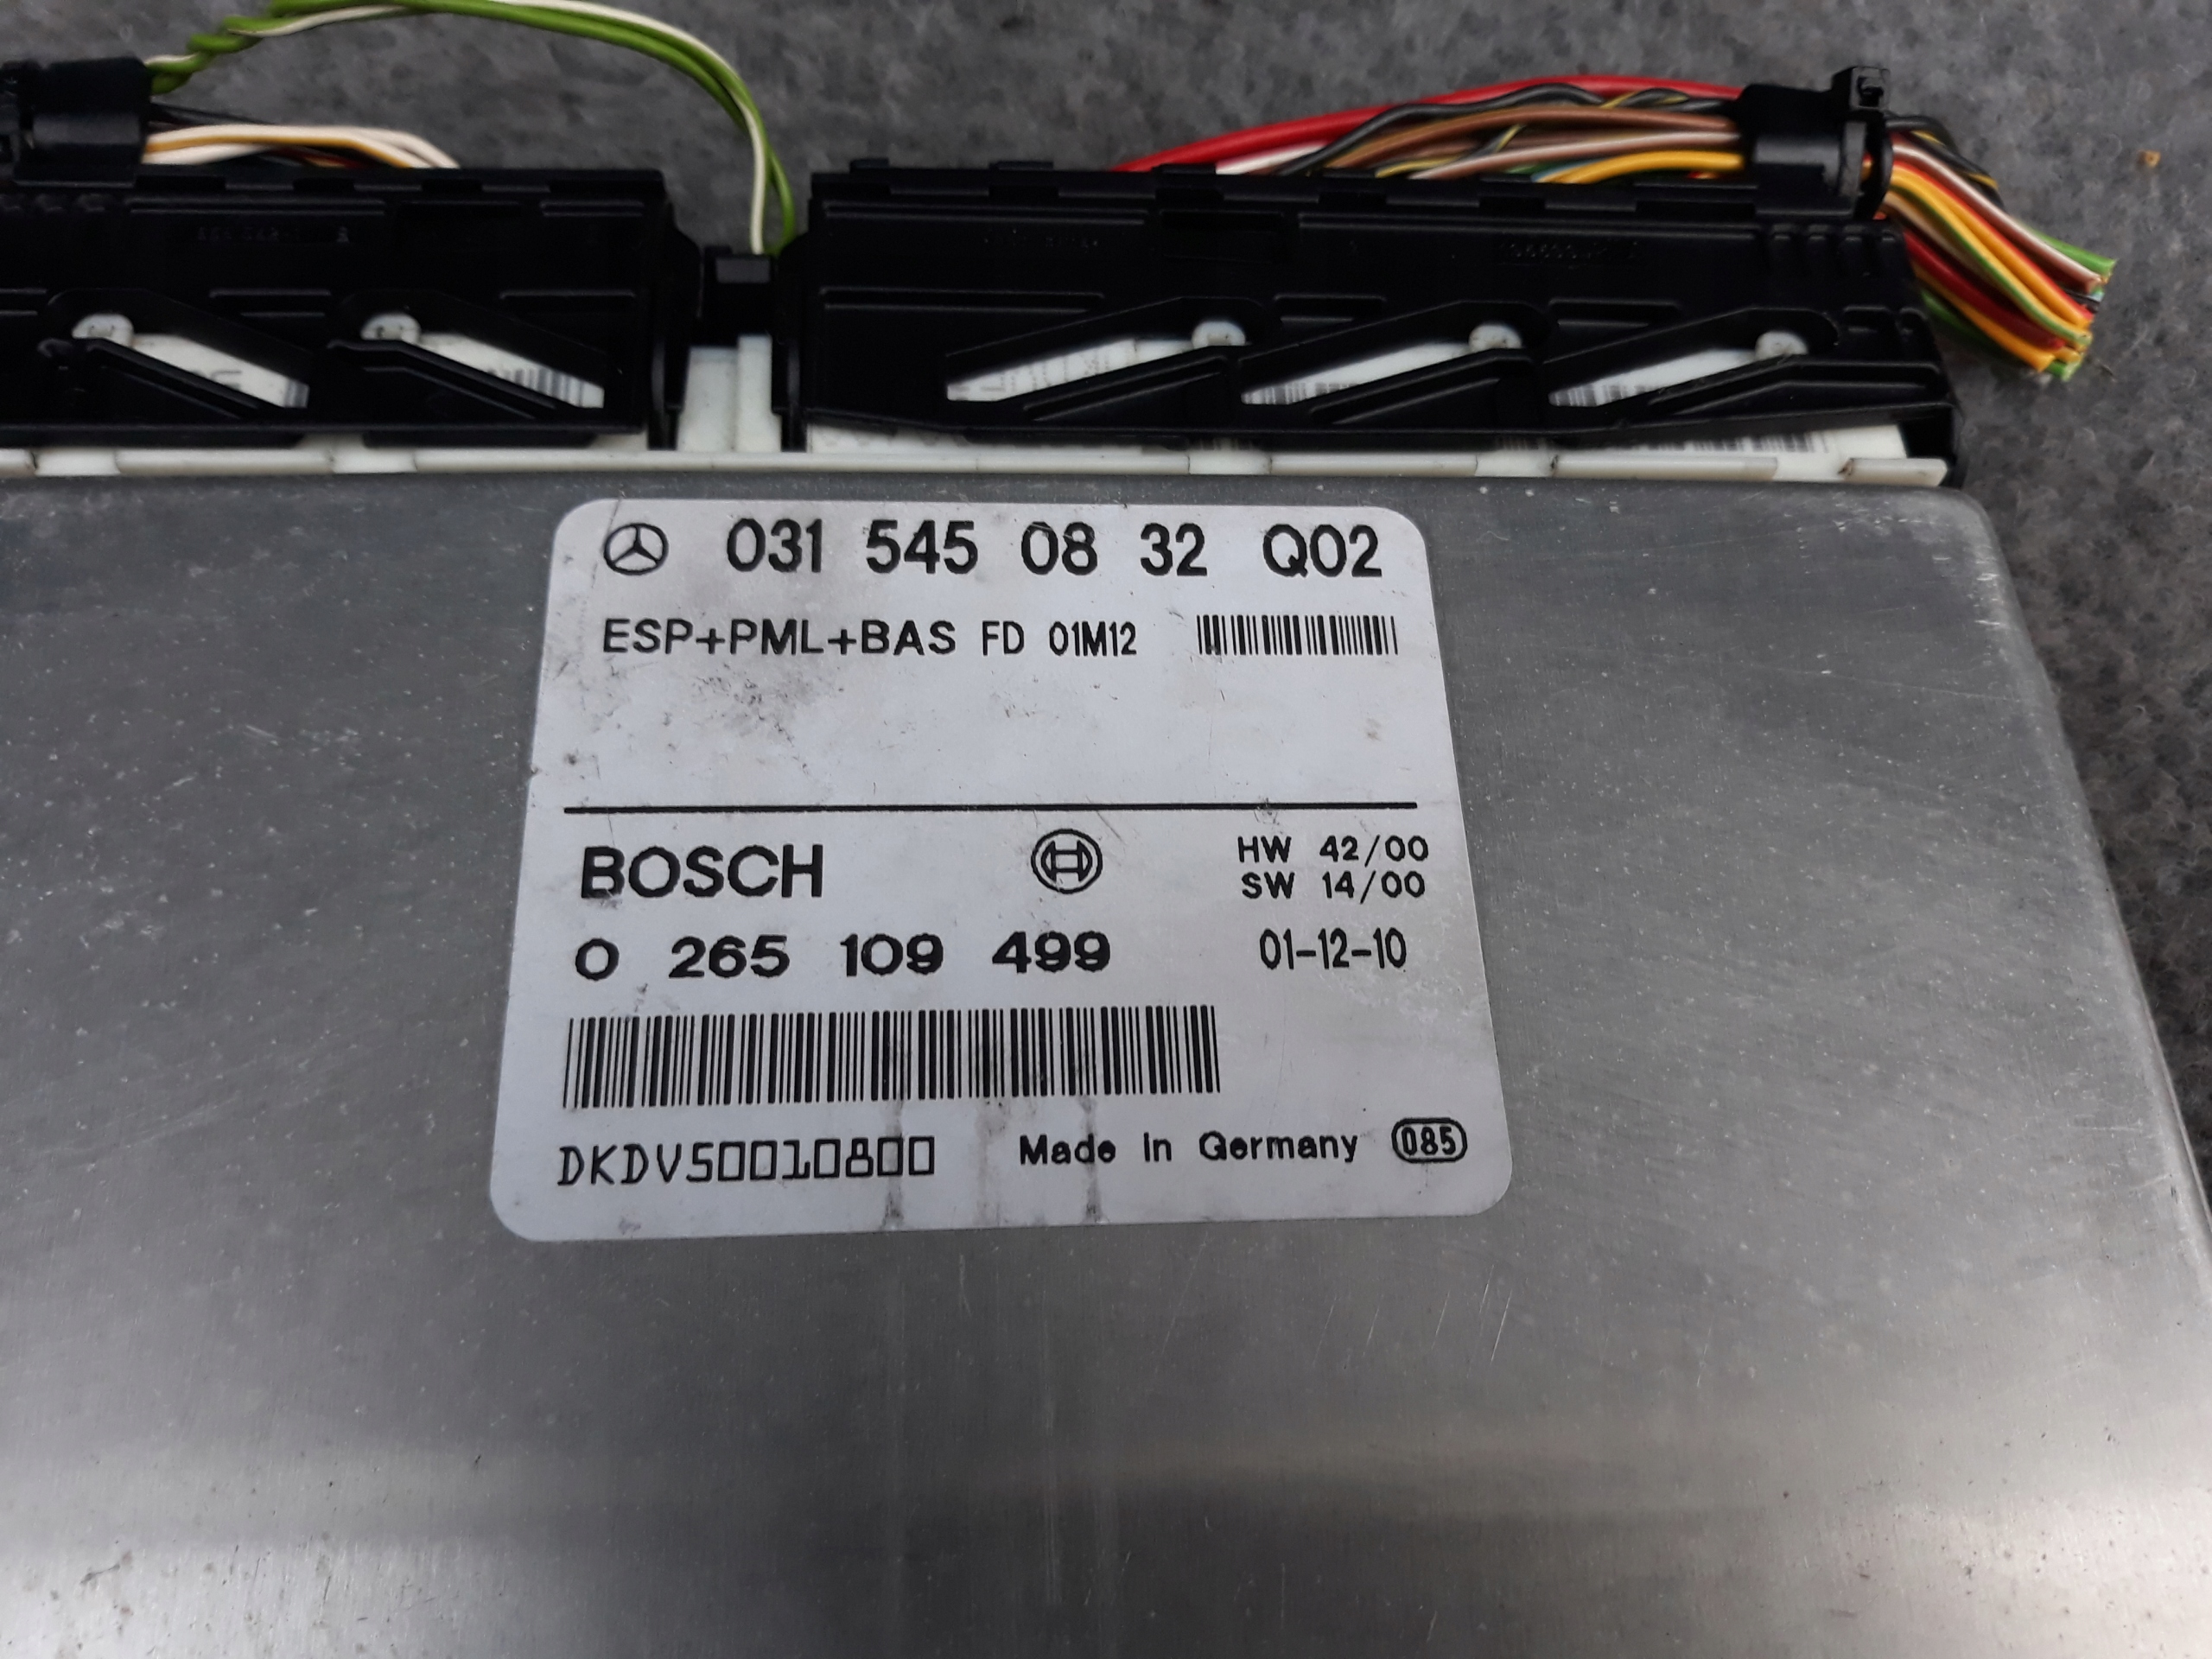 031 545 08 32 Q02
ESP+PML+BAS FD 01M12
BOSCH
HW 42/00
SW 14/00
0 265 109 499 01-12-10
DKDV50010800 Made in Germany 085